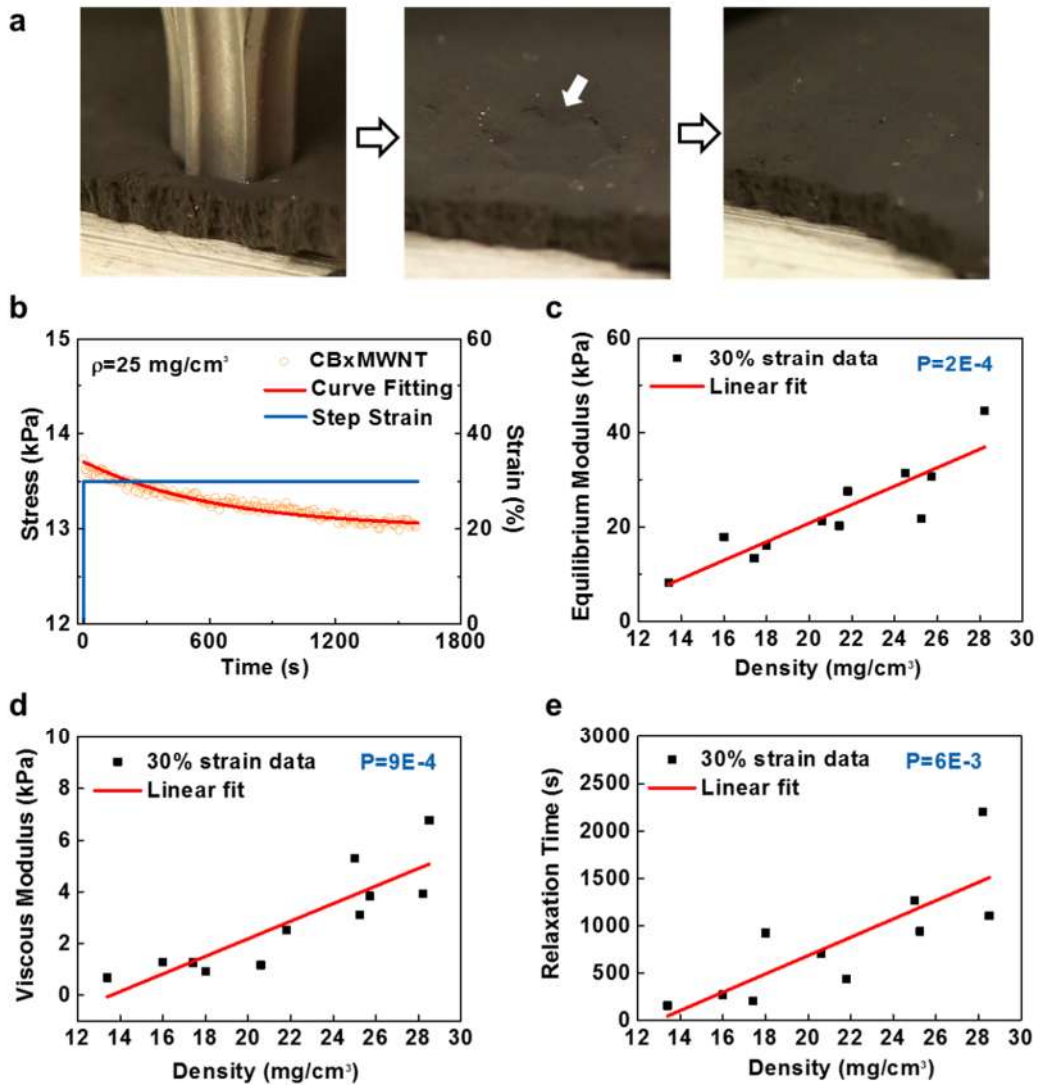 a
b
15
14
13
12
Stress (kPa)
ρ=25 mg/cm³
CBxMWNT
Curve Fitting
Step Strain
60
40
20
0
Strain (%)
0
600
1200
1800
Time (s)
c
60
40
20
0
Equilibrium Modulus (kPa)
30% strain data
Linear fit
P=2E-4
12 14 16 18 20 22 24 26 28 30
Density (mg/cm³)
d
10
8
6
4
2
0
Viscous Modulus (kPa)
30% strain data
Linear fit
P=9E-4
12 14 16 18 20 22 24 26 28 30
Density (mg/cm³)
e
3000
2500
2000
1500
1000
500
0
Relaxation Time (s)
30% strain data
Linear fit
P=6E-3
12 14 16 18 20 22 24 26 28 30
Density (mg/cm³)